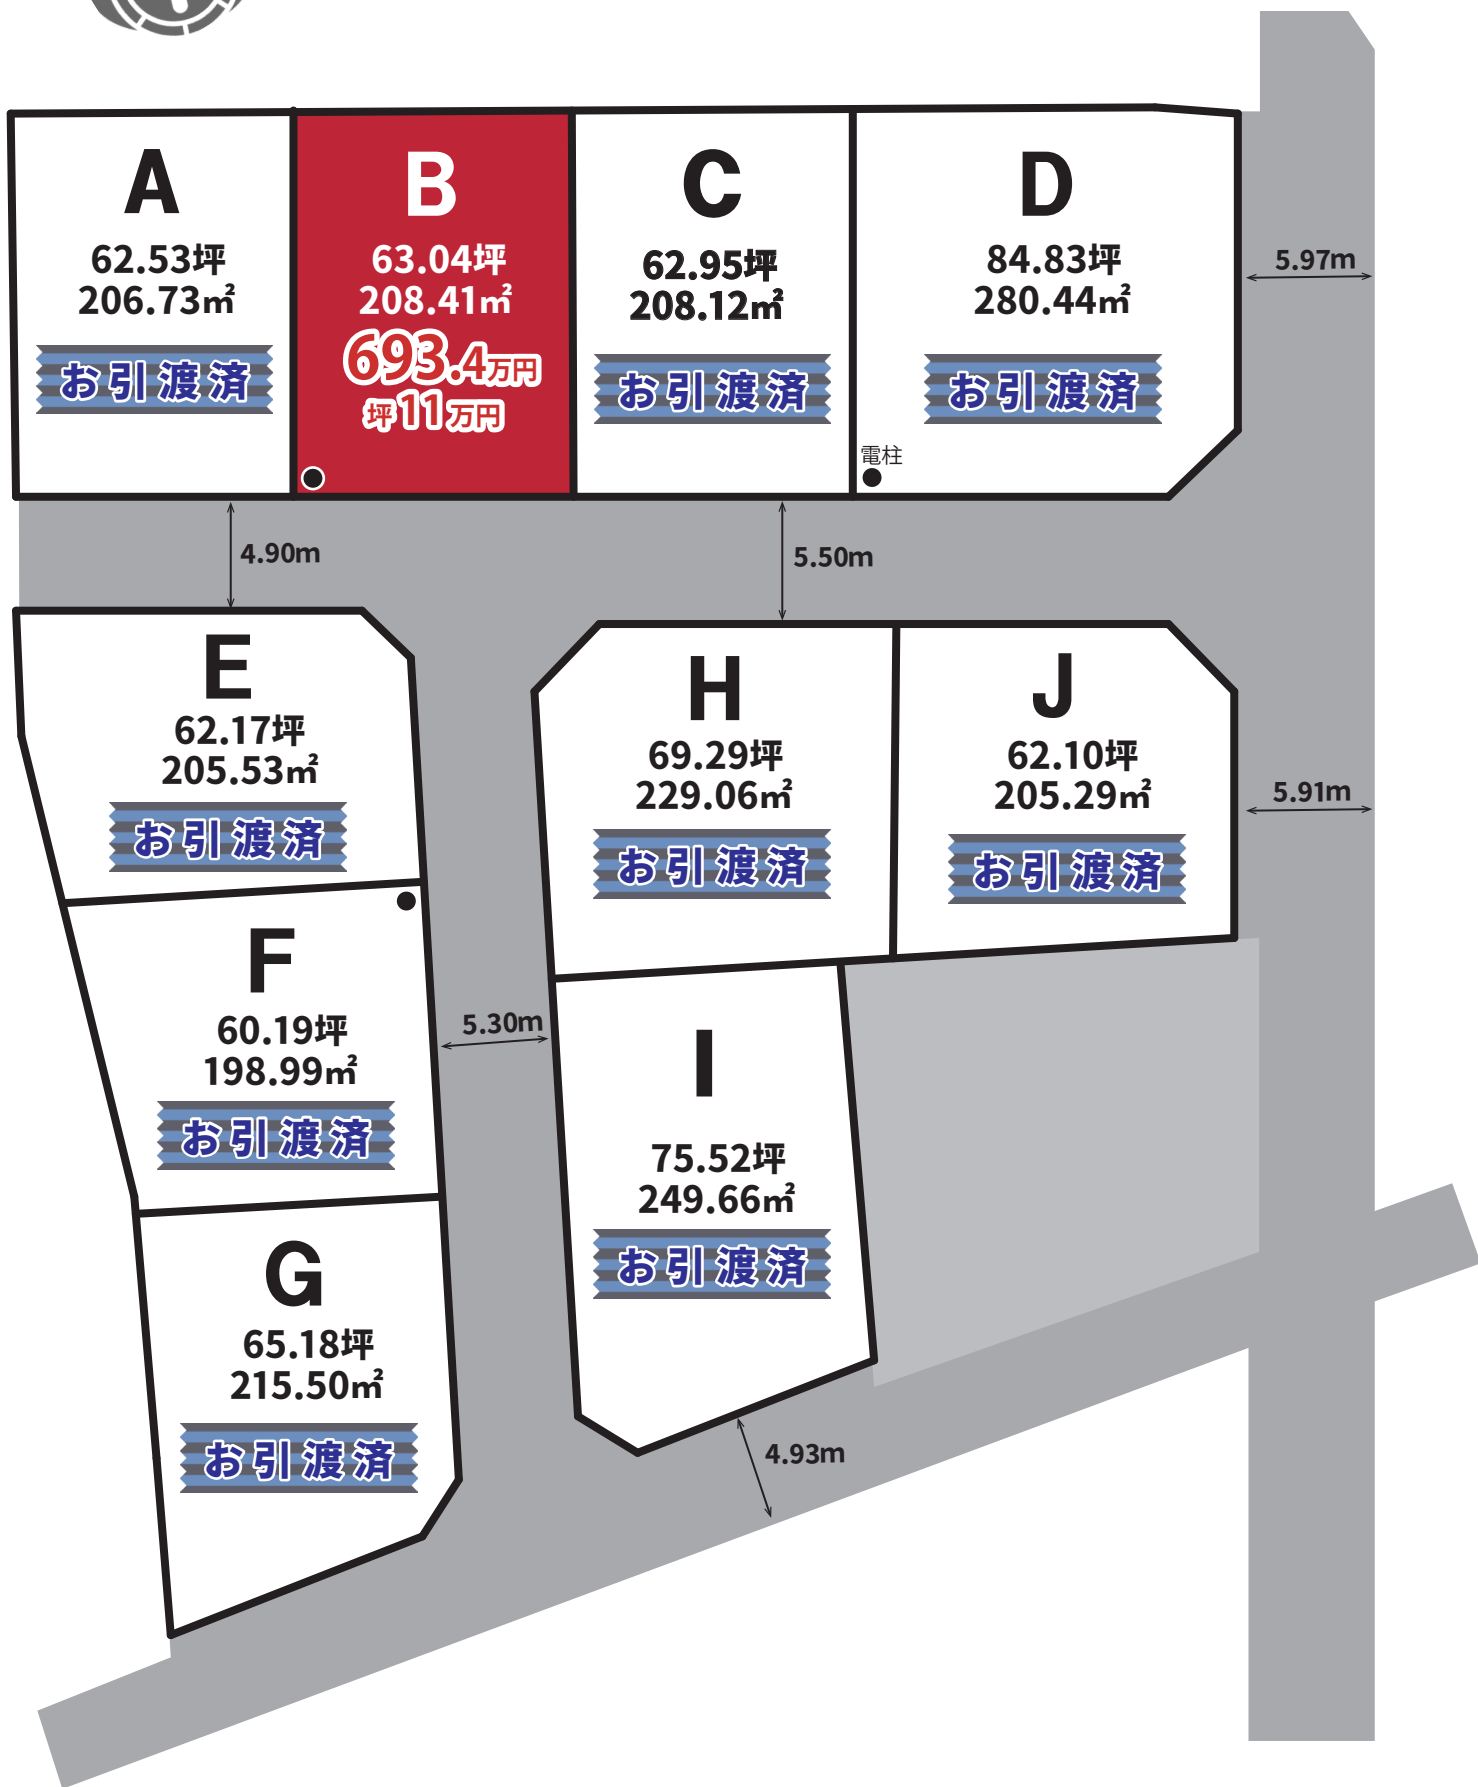 A
62.53坪
206.73㎡
お引渡済
B
63.04坪
208.41㎡
693.4万円
坪11万円
C
62.95坪
208.12㎡
お引渡済
D
84.83坪
280.44㎡
お引渡済
電柱
5.97m
4.90m
5.50m
E
62.17坪
205.53㎡
お引渡済
H
69.29坪
229.06㎡
お引渡済
J
62.10坪
205.29㎡
お引渡済
5.91m
F
60.19坪
198.99㎡
お引渡済
5.30m
I
75.52坪
249.66㎡
お引渡済
G
65.18坪
215.50㎡
お引渡済
4.93m